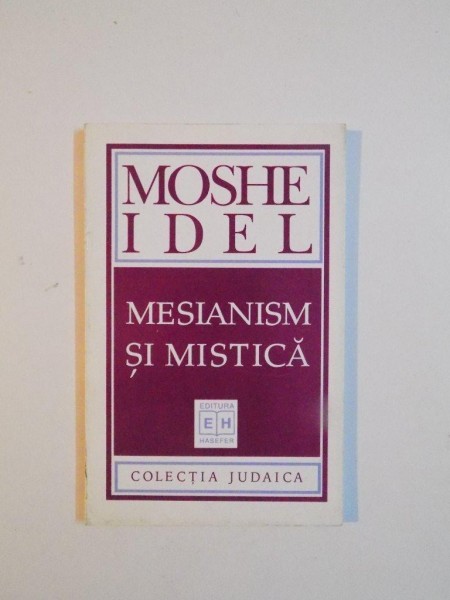 MOSHE
IDEL
MESIANISM
ȘI MISTICĂ
EDITURA
EH
HASEFER
COLECȚIA JUDAICA